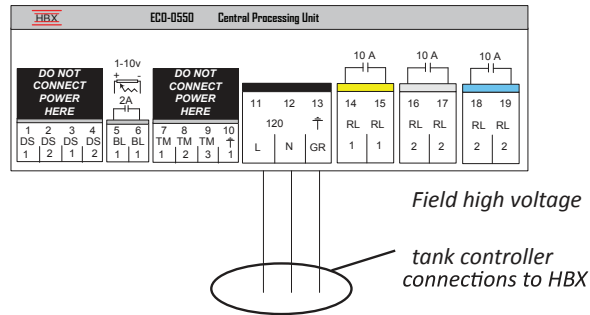 HBX ECO-0550 Central Processing Unit
DO NOT
CONNECT
POWER
HERE
1-10v
+ -
2A
DO NOT
CONNECT
POWER
HERE
10 A 10 A 10 A
1 2 3 4 5 6 7 8 9 10
DS DS DS DS BL BL TM TM TM
1 2 1 2 1 1 1 2 3 1
11 12 13 14 15 16 17 18 19
120 RL RL RL RL RL RL
L N GR 1 1 2 2 2 2
Field high voltage
tank controller
connections to HBX